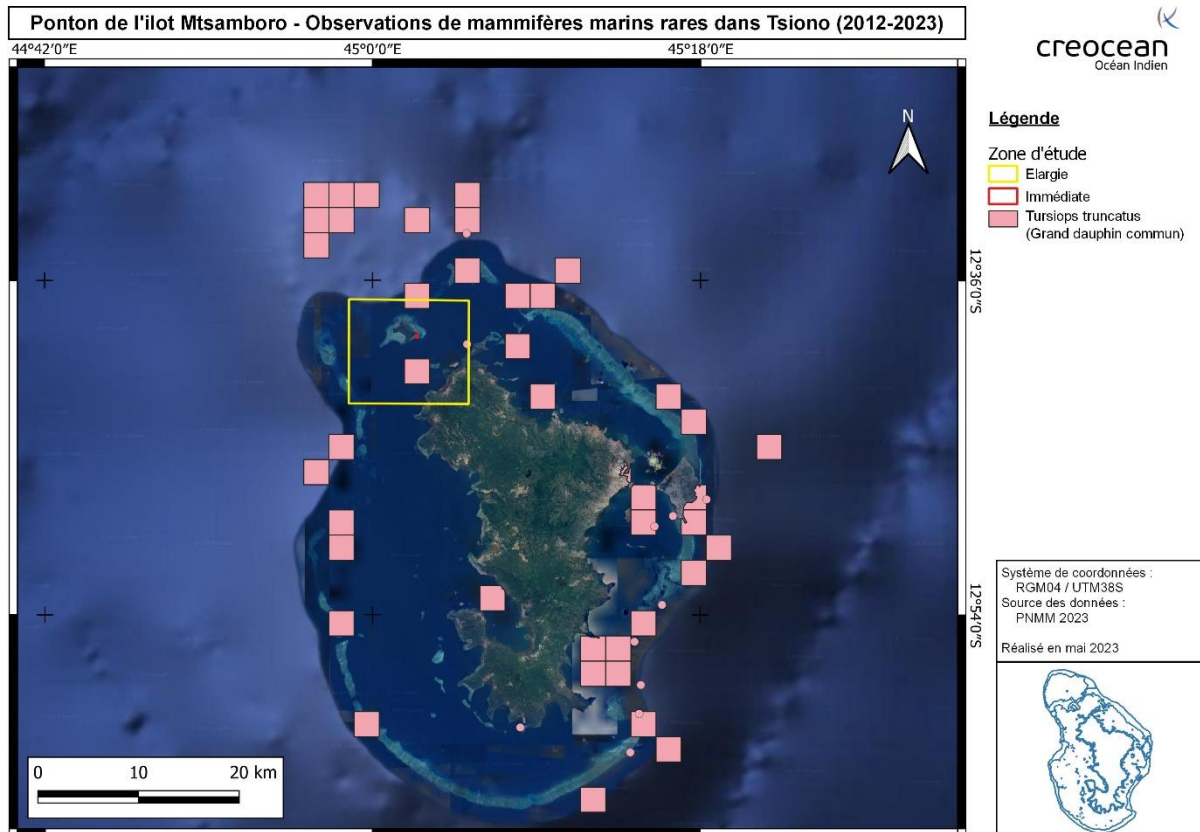 Ponton de l'ilot Mtsamboro - Observations de mammifères marins rares dans Tsiono (2012-2023)
44°42'0"E
45°0'0"E
45°18'0"E
N
12°36'0"S
12°54'0"S
0 10 20 km
creocean
Océan Indien
Légende
Zone d'étude
Elargie
Immédiate
Tursiops truncatus
(Grand dauphin commun)
Système de coordonnées :
RGM04 / UTM38S
Source des données :
PNMM 2023
Réalisé en mai 2023